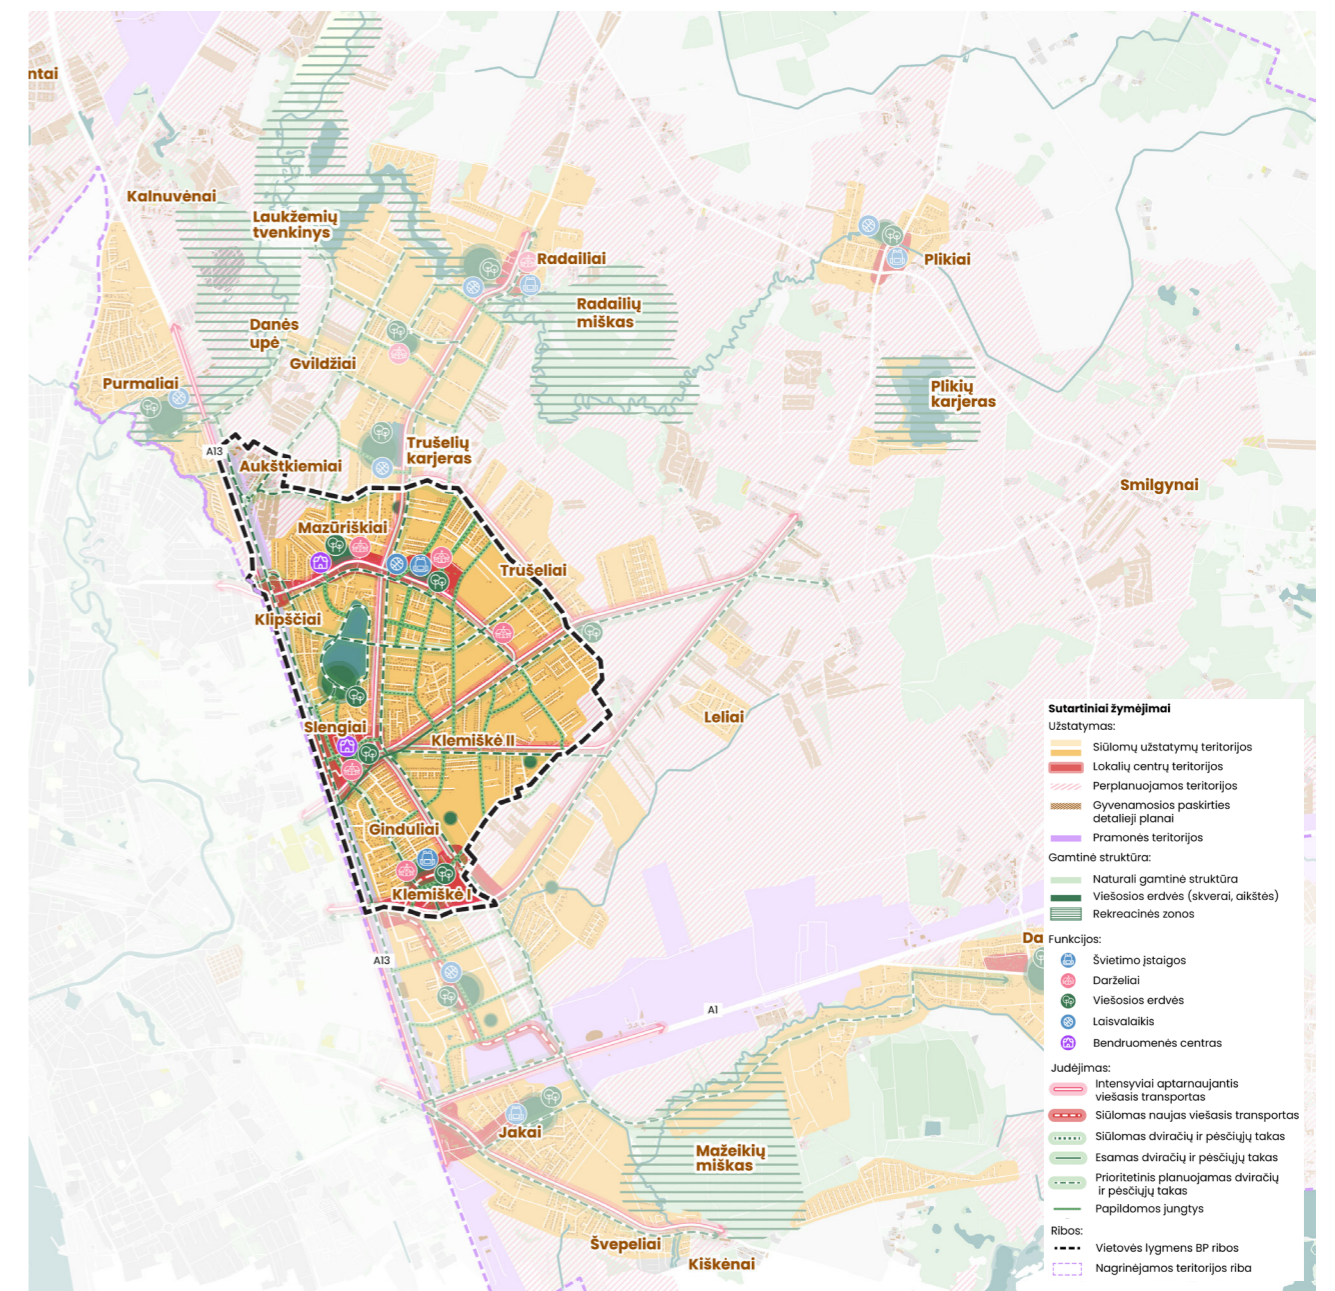 ntai
Kalnuvėnai
Laukžemių
tvenkinys
Radailiai
Plikiai
Radailių
miškas
Danės
upė
Gvildžiai
Purmaliai
Plikių
karjeras
A13
Trušelių
karjeras
Aukštkiemiai
Smilgynai
Mazūriškiai
Trušeliai
Klipščiai
Leliai
Slengiai
Klemiškė II
Ginduliai
Klemiškė I
Da
A13
A1
Jakai
Mažeikių
miškas
Švepeliai
Kiškėnai
Sutartiniai žymėjimai
Užstatymas:
Siūlomų užstatymų teritorijos
Lokalių centrų teritorijos
Perplanuojamos teritorijos
Gyvenamosios paskirties
detalieji planai
Pramonės teritorijos
Gamtinė struktūra:
Naturali gamtinė struktūra
Viešosios erdvės (skverai, aikštės)
Rekreacinės zonos
Funkcijos:
Švietimo įstaigos
Darželiai
Viešosios erdvės
Laisvalaikis
Bendruomenės centras
Judėjimas:
Intensyviai aptarnaujantis
viešasis transportas
Siūlomas naujas viešasis transportas
Siūlomas dviračių ir pėsčiųjų takas
Esamas dviračių ir pėsčiųjų takas
Prioritetinis planuojamas dviračių
ir pėsčiųjų takas
Papildomos jungtys
Ribos:
Vietovės lygmens BP ribos
Nagrinėjamos teritorijos riba